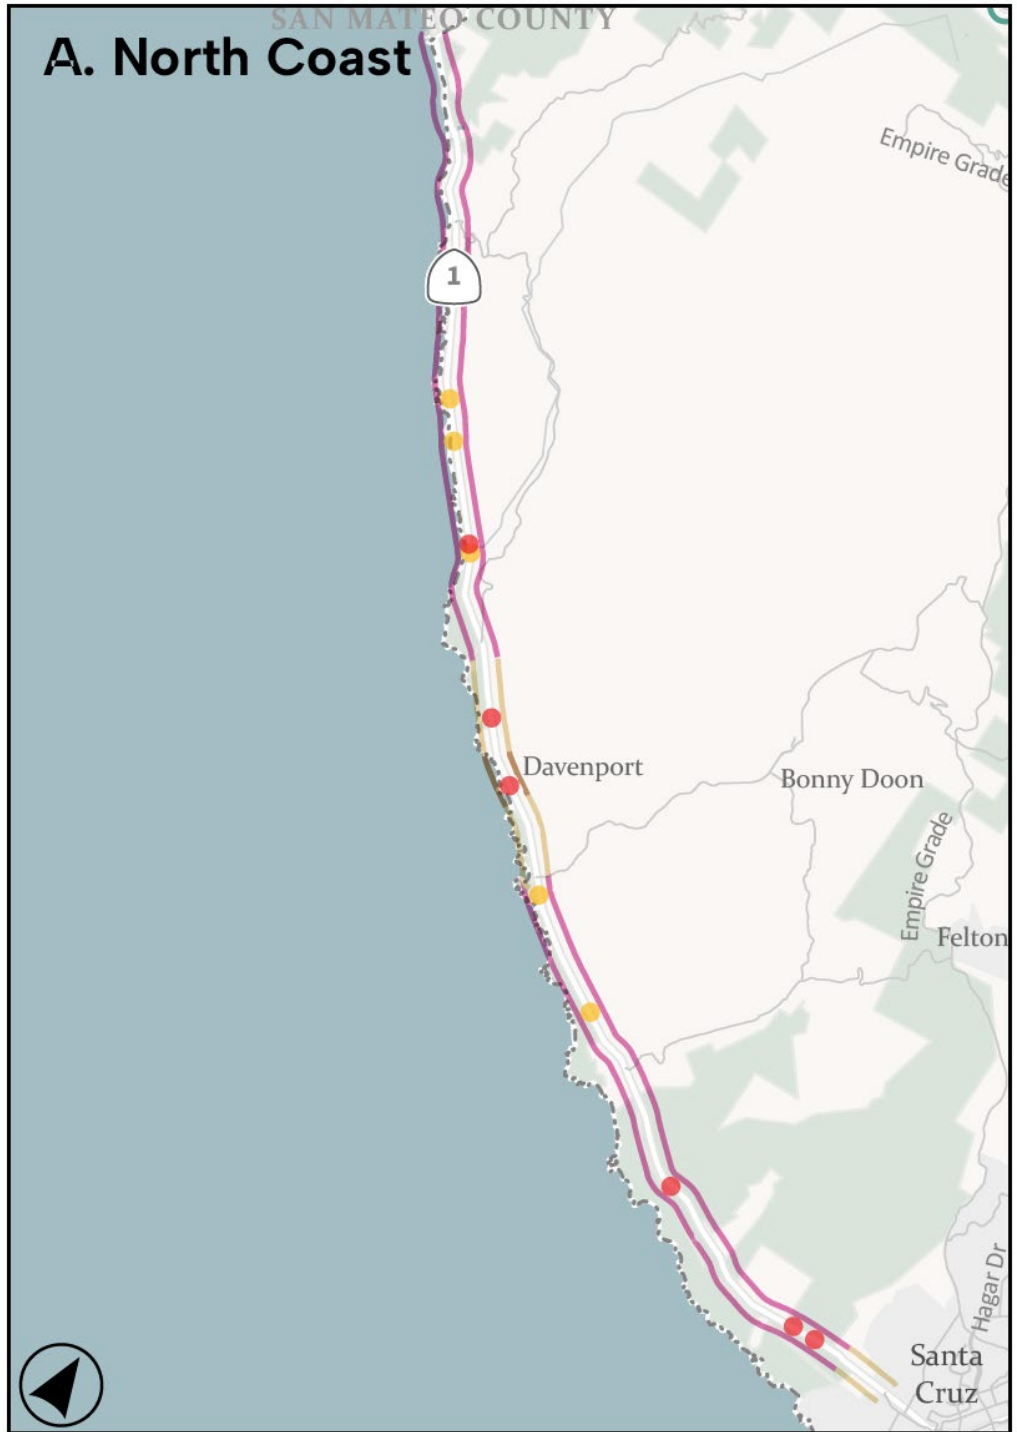 SAN MATEO COUNTY
A. North Coast
Empire Grade
1
Davenport
Bonny Doon
Empire Grade
Felton
Hagar Dr
Santa
Cruz